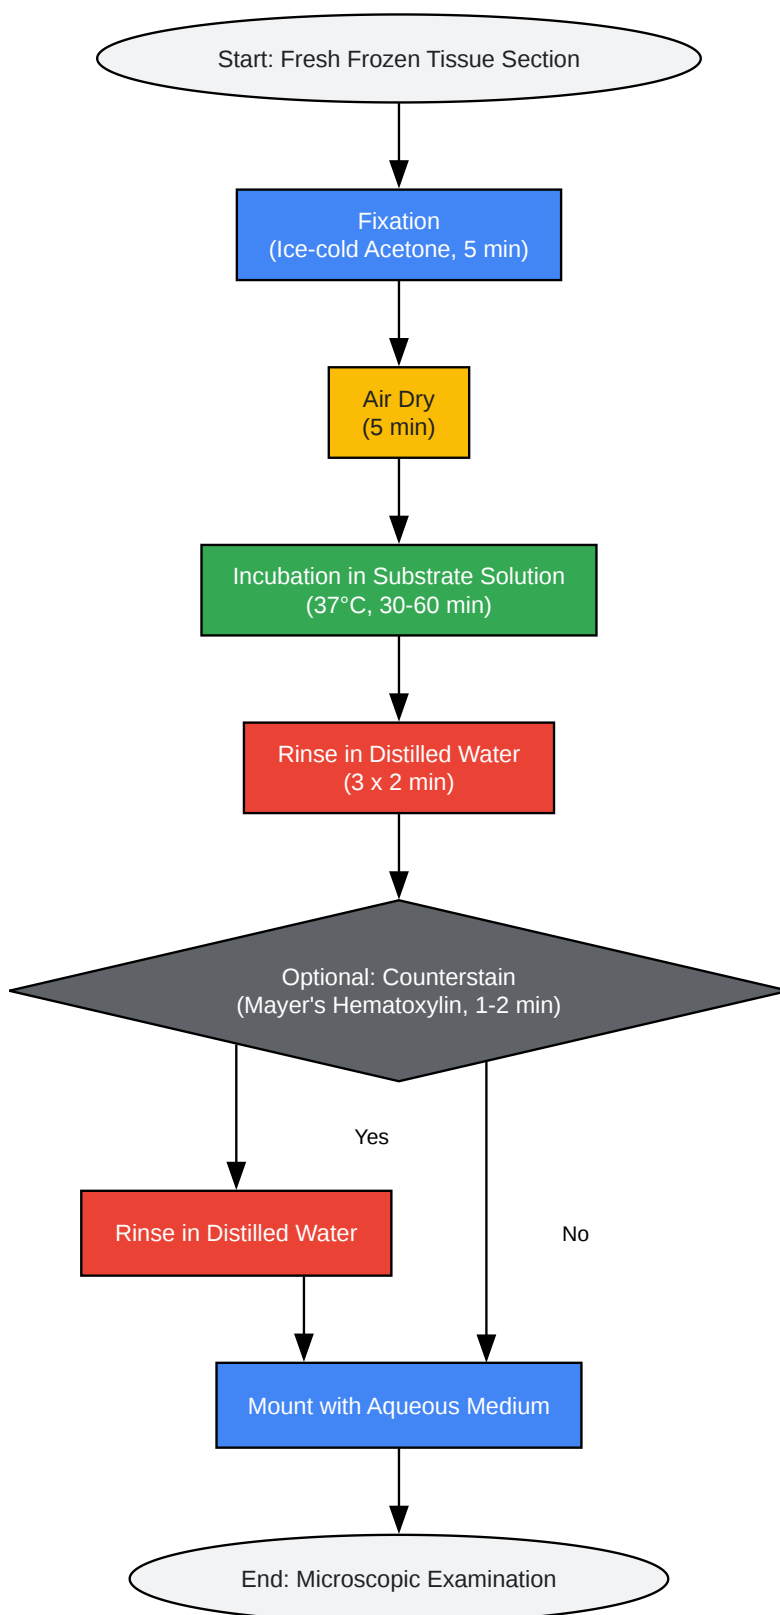 Start: Fresh Frozen Tissue Section
Fixation
(Ice-cold Acetone, 5 min)
Air Dry
(5 min)
Incubation in Substrate Solution
(37°C, 30-60 min)
Rinse in Distilled Water
(3 x 2 min)
Optional: Counterstain
(Mayer's Hematoxylin, 1-2 min)
Yes
Rinse in Distilled Water
No
Mount with Aqueous Medium
End: Microscopic Examination